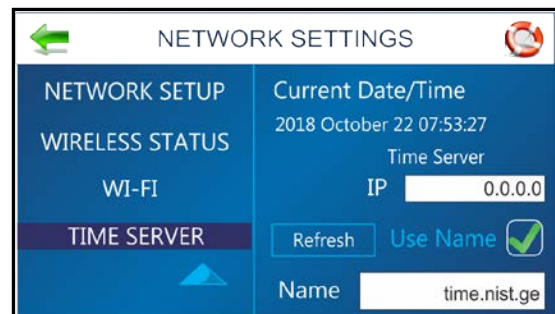 NETWORK SETTINGS
NETWORK SETUP
WIRELESS STATUS
WI-FI
TIME SERVER
Current Date/Time
2018 October 22 07:53:27
Time Server
IP 0.0.0.0
Refresh Use Name
Name time.nist.ge